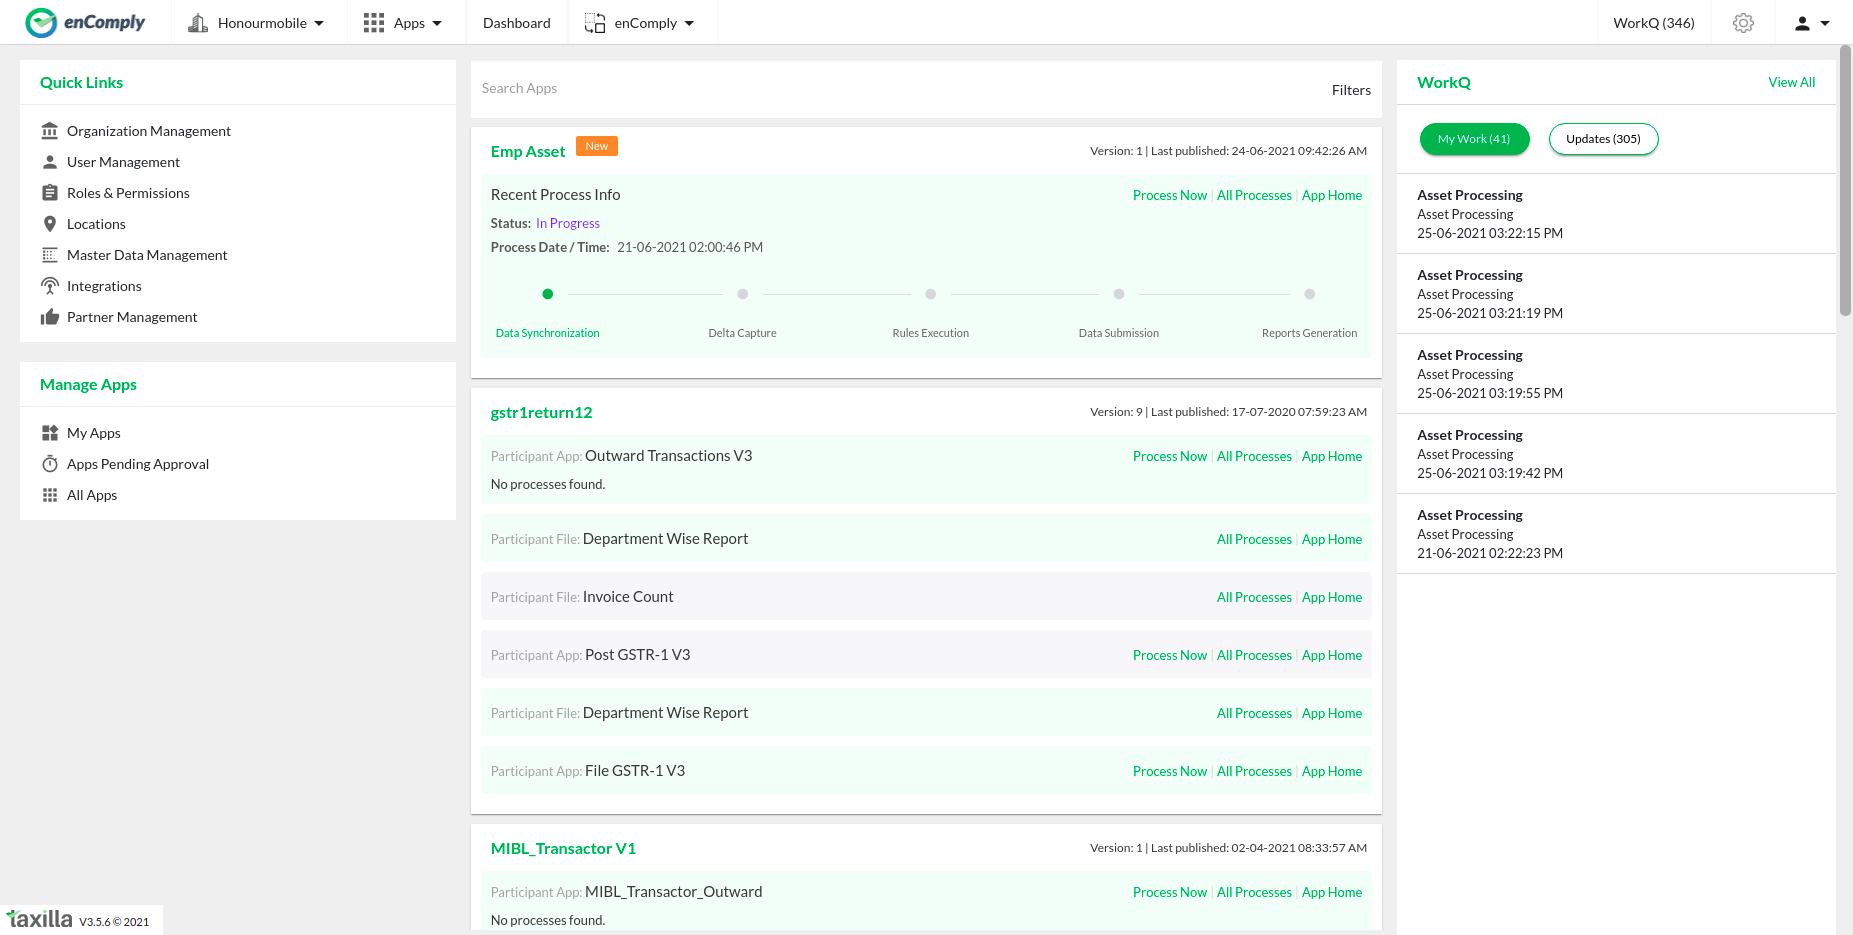 enComply
Honourmobile
Apps
Dashboard
enComply
WorkQ (346)
Quick Links
Organization Management
User Management
Roles & Permissions
Locations
Master Data Management
Integrations
Partner Management
Manage Apps
My Apps
Apps Pending Approval
All Apps
taxilla V3.5.6 © 2021
Search Apps
Filters
Emp Asset New
Version: 1 | Last published: 24-06-2021 09:42:26 AM
Recent Process Info
Process Now | All Processes | App Home
Status: In Progress
Process Date / Time: 21-06-2021 02:00:46 PM
Data Synchronization
Delta Capture
Rules Execution
Data Submission
Reports Generation
gstr1return12
Version: 9 | Last published: 17-07-2020 07:59:23 AM
Participant App: Outward Transactions V3
Process Now | All Processes | App Home
No processes found.
Participant File: Department Wise Report
All Processes | App Home
Participant File: Invoice Count
All Processes | App Home
Participant App: Post GSTR-1 V3
Process Now | All Processes | App Home
Participant File: Department Wise Report
All Processes | App Home
Participant App: File GSTR-1 V3
Process Now | All Processes | App Home
MIBL_Transactor V1
Version: 1 | Last published: 02-04-2021 08:33:57 AM
Participant App: MIBL_Transactor_Outward
Process Now | All Processes | App Home
No processes found.
WorkQ
View All
My Work (41)
Updates (305)
Asset Processing
Asset Processing
25-06-2021 03:22:15 PM
Asset Processing
Asset Processing
25-06-2021 03:21:19 PM
Asset Processing
Asset Processing
25-06-2021 03:19:55 PM
Asset Processing
Asset Processing
25-06-2021 03:19:42 PM
Asset Processing
Asset Processing
21-06-2021 02:22:23 PM